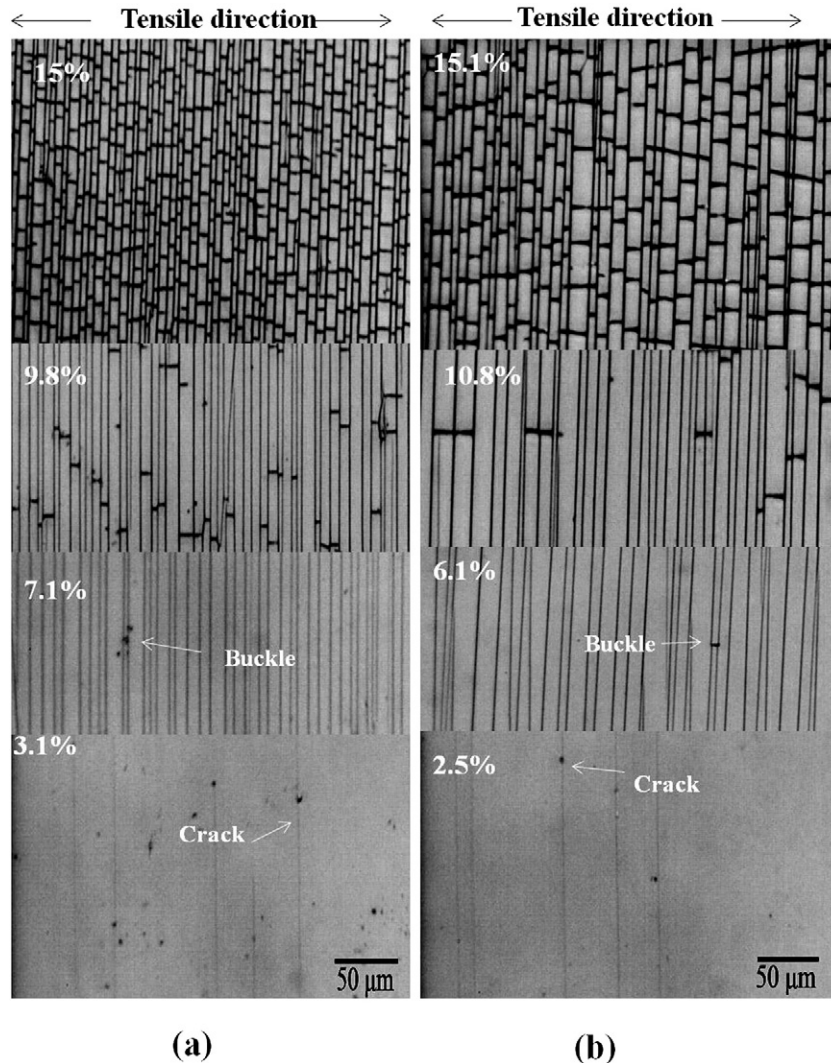 Tensile direction
Tensile direction
15%
15.1%
9.8%
10.8%
7.1%
6.1%
Buckle
Buckle
3.1%
2.5%
Crack
Crack
50 μm
50 μm
(a)
(b)